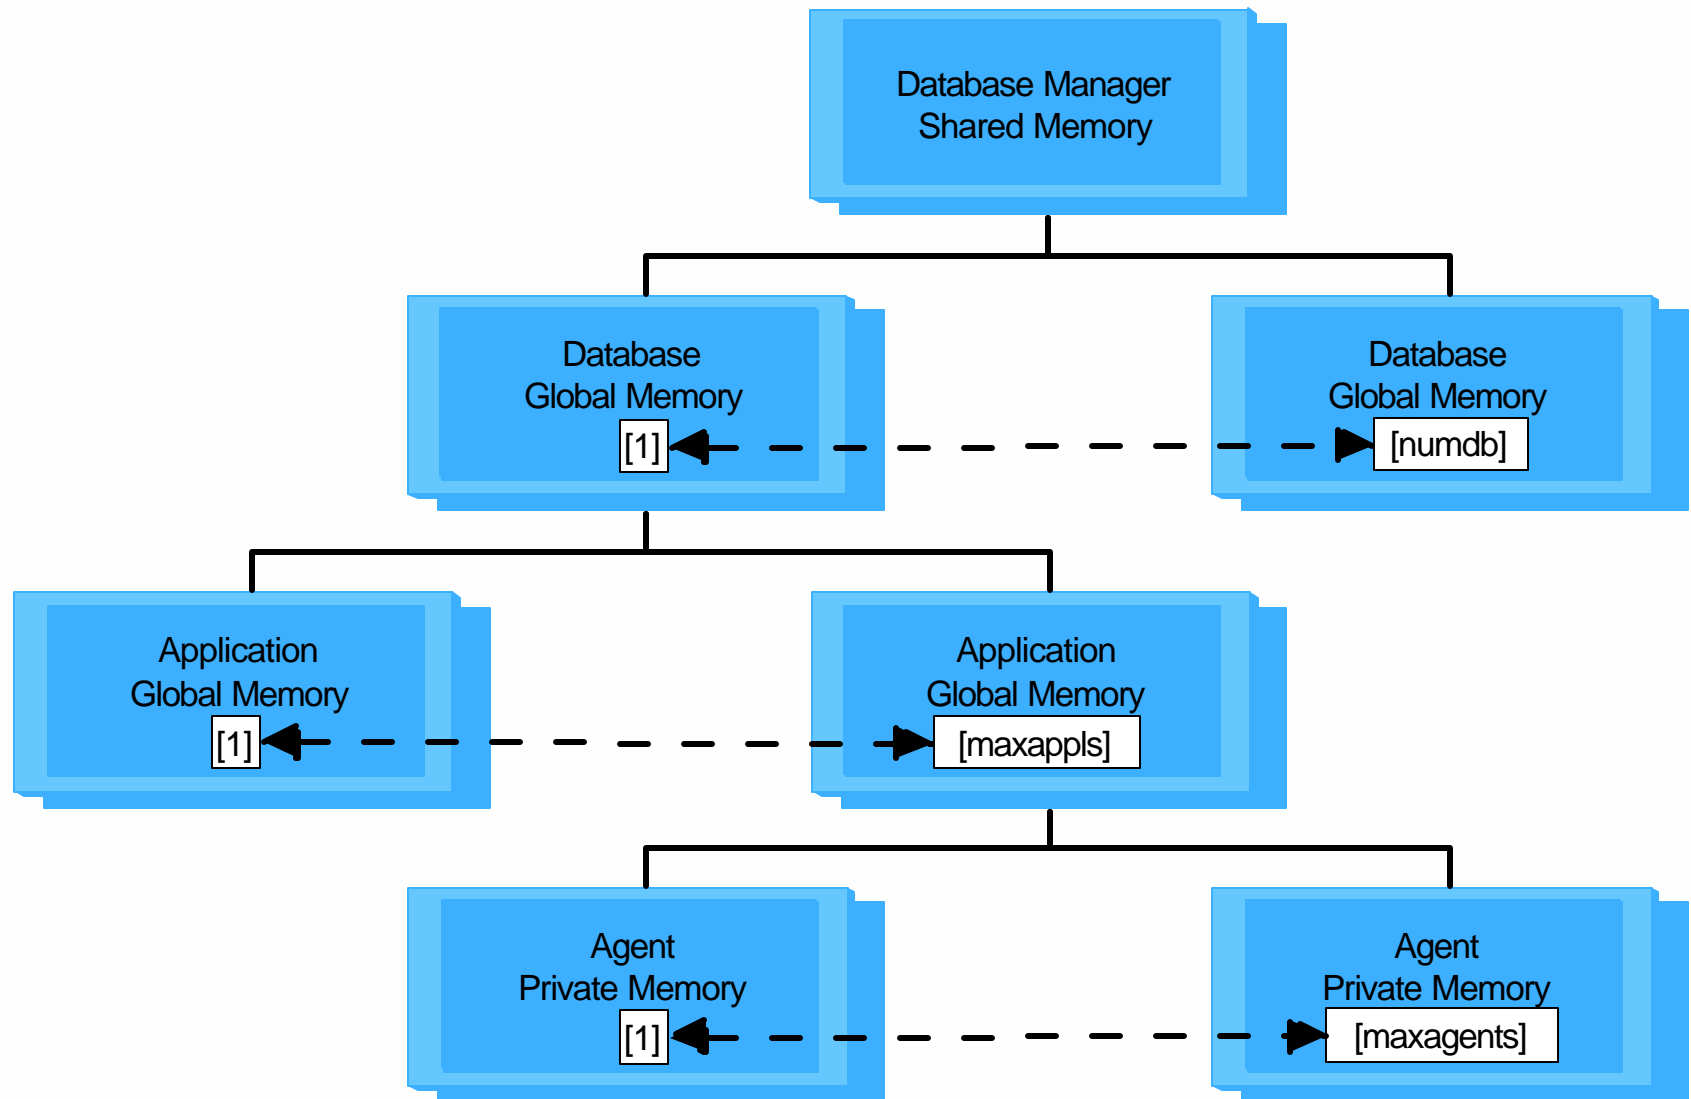 Database Manager
Shared Memory
Database
Global Memory
[1]
Database
Global Memory
[numdb]
Application
Global Memory
[1]
Application
Global Memory
[maxappls]
Agent
Private Memory
[1]
Agent
Private Memory
[maxagents]